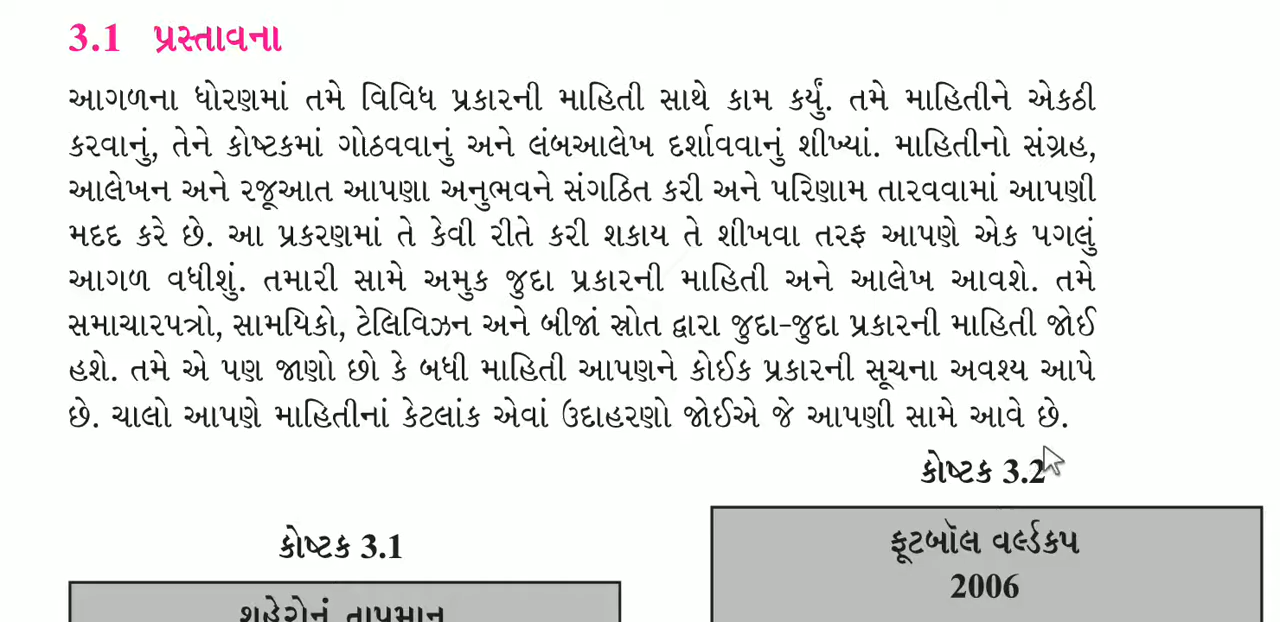 3.1 પ્રસ્તાવના
આગળના ધોરણમાં તમે વિવિધ પ્રકારની માહિતી સાથે કામ કર્યું. તમે માહિતીને એકઠી
કરવાનું, તેને કોષ્ટકમાં ગોઠવવાનું અને લંબઆલેખ દર્શાવવાનું શીખ્યાં. માહિતીનો સંગ્રહ,
આલેખન અને રજૂઆત આપણા અનુભવને સંગઠિત કરી અને પરિણામ તારવવામાં આપણી
મદદ કરે છે. આ પ્રકરણમાં તે કેવી રીતે કરી શકાય તે શીખવા તરફ આપણે એક પગલું
આગળ વધીશું. તમારી સામે અમુક જુદા પ્રકારની માહિતી અને આલેખ આવશે. તમે
સમાચારપત્રો, સામયિકો, ટેલિવિઝન અને બીજાં સ્રોત દ્વારા જુદા-જુદા પ્રકારની માહિતી જોઈ
હશે. તમે એ પણ જાણો છો કે બધી માહિતી આપણને કોઈક પ્રકારની સૂચના અવશ્ય આપે
છે. ચાલો આપણે માહિતીનાં કેટલાંક એવાં ઉદાહરણો જોઈએ જે આપણી સામે આવે છે.
કોષ્ટક 3.2
કોષ્ટક 3.1
ફૂટબૉલ વર્લ્ડકપ
2006
શહેરોનું તાપમાન